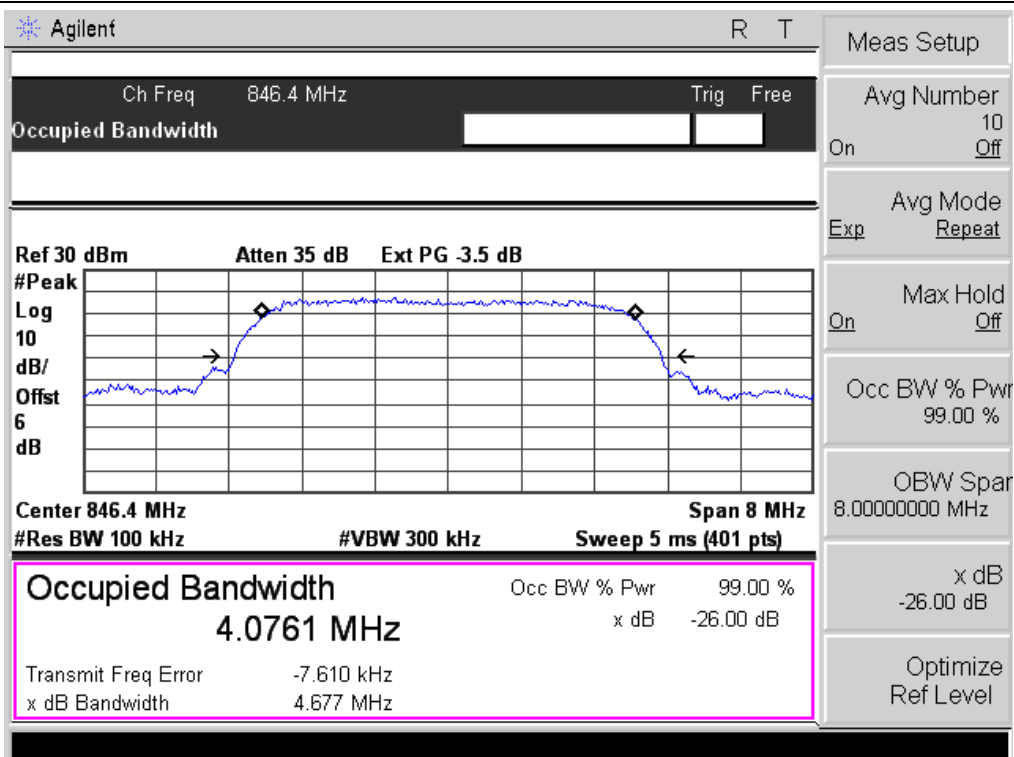 Agilent R T
Ch Freq 846.4 MHz Trig Free
Occupied Bandwidth
Ref 30 dBm Atten 35 dB Ext PG -3.5 dB
#Peak
Log
10
dB/
Offst
6
dB
Center 846.4 MHz Span 8 MHz
#Res BW 100 kHz #VBW 300 kHz Sweep 5 ms (401 pts)
Occupied Bandwidth Occ BW % Pwr 99.00 %
4.0761 MHz x dB -26.00 dB
Transmit Freq Error -7.610 kHz
x dB Bandwidth 4.677 MHz
Meas Setup
Avg Number
10
On Off
Avg Mode
Exp Repeat
Max Hold
On Off
Occ BW % Pwr
99.00 %
OBW Span
8.00000000 MHz
x dB
-26.00 dB
Optimize
Ref Level